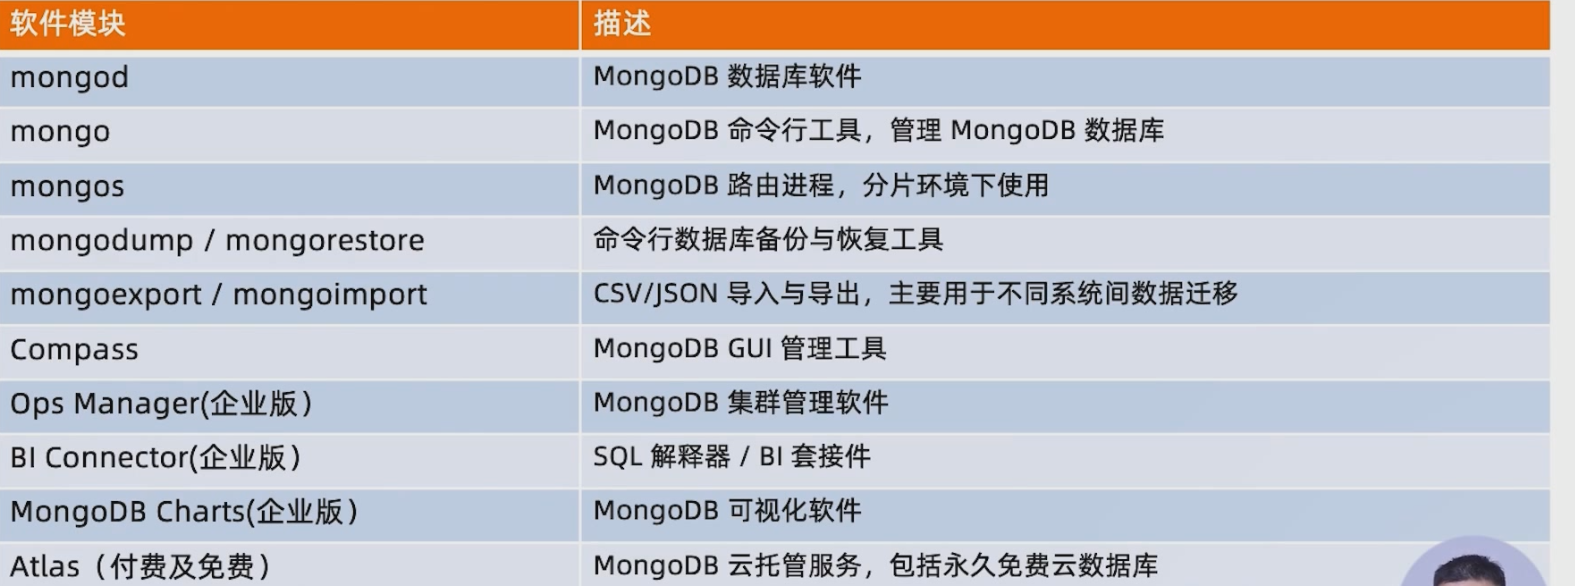 软件模块 描述
mongod MongoDB 数据库软件
mongo MongoDB 命令行工具，管理 MongoDB 数据库
mongos MongoDB 路由进程，分片环境下使用
mongodump / mongorestore 命令行数据库备份与恢复工具
mongoexport / mongoimport CSV/JSON 导入与导出，主要用于不同系统间数据迁移
Compass MongoDB GUI 管理工具
Ops Manager(企业版） MongoDB 集群管理软件
BI Connector(企业版） SQL 解释器 / BI 套接件
MongoDB Charts(企业版） MongoDB 可视化软件
Atlas（付费及免费） MongoDB 云托管服务，包括永久免费云数据库